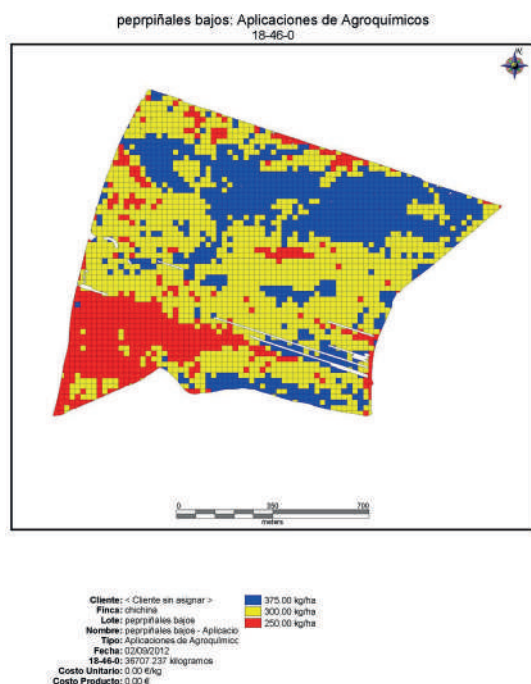 peprpiñales bajos: Aplicaciones de Agroquímicos
18-46-0
N
0 350 700
meters
Cliente: < Cliente sin asignar >
Finca: chichina
Lote: peprpiñales bajos
Nombre: peprpiñales bajos - Aplicacio
Tipo: Aplicaciones de Agroquímic
Fecha: 02/09/2012
18-46-0: 36707.237 kilogramos
Costo Unitario: 0.00 €/kg
Costo Producto: 0.00 €
375.00 kg/ha
300.00 kg/ha
250.00 kg/ha